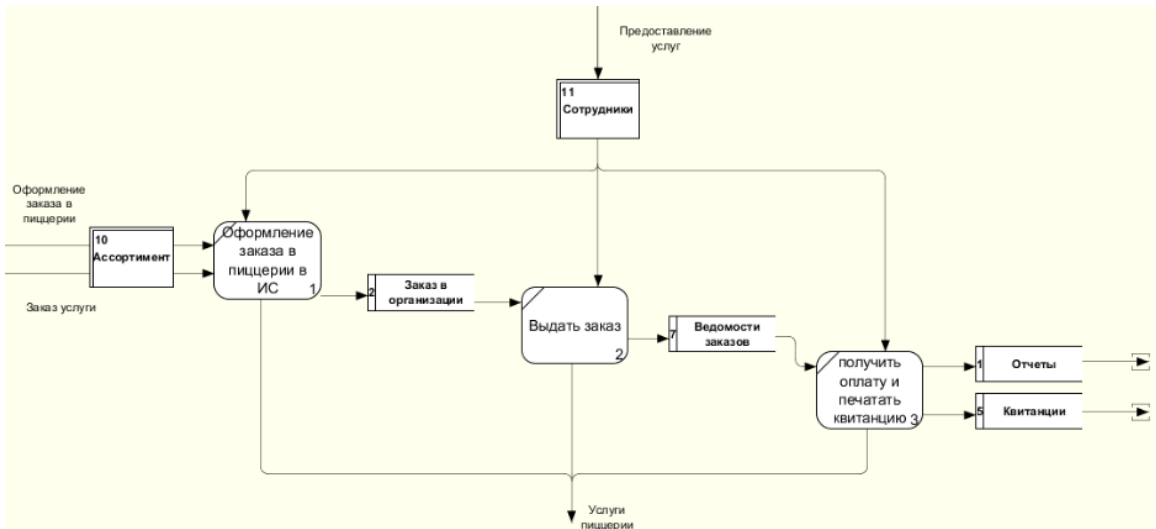 Предоставление
услуг
11
Сотрудники
Оформление
заказа в
пиццерии
10
Ассортимент
Заказ услуги
Оформление
заказа в
пиццерии в
ИС
1
2
Заказ в
организации
Выдать заказ
2
7
Ведомости
заказов
получить
оплату и
печатать
квитанцию
3
1
Отчеты
5
Квитанции
Услуги
пиццерии